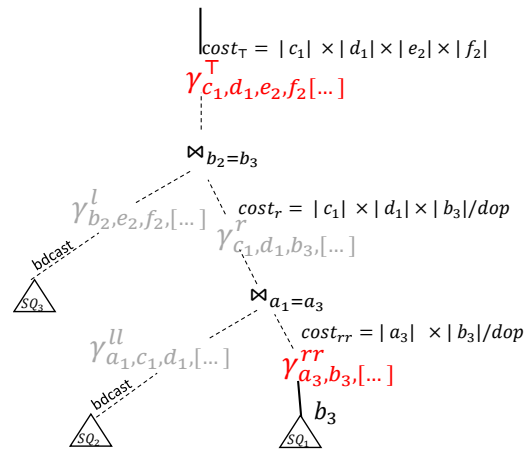 cost⊤ = | c₁| ×| d₁| ×| e₂| ×| f₂|
γ⊤c₁,d₁,e₂,f₂[…]
⋈ b₂=b₃
γˡb₂,e₂,f₂,[…]
costᵣ = | c₁| ×| d₁| ×| b₃|/dop
γʳc₁,d₁,b₃,[…]
bdcast
SQ₃
⋈ a₁=a₃
γˡˡa₁,c₁,d₁,[…]
costᵣᵣ = | a₃| ×| b₃|/dop
γʳʳa₃,b₃,[…]
bdcast
b₃
SQ₂
SQ₁